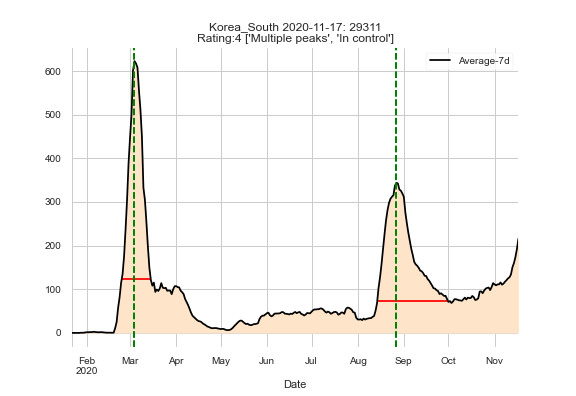 Korea_South 2020-11-17: 29311
Rating:4 ['Multiple peaks', 'In control']
Average-7d
600
500
400
300
200
100
0
Feb
2020
Mar
Apr
May
Jun
Jul
Aug
Sep
Oct
Nov
Date